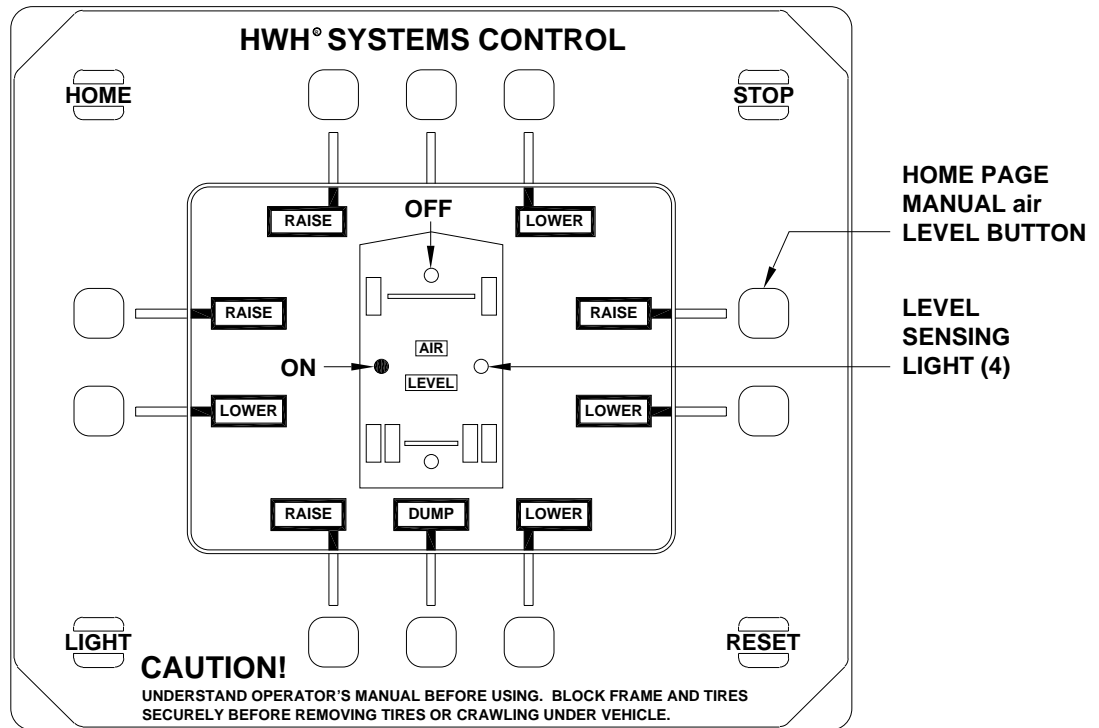 HWH® SYSTEMS CONTROL
HOME
STOP
HOME PAGE
MANUAL air
LEVEL BUTTON
RAISE
OFF
LOWER
RAISE
RAISE
LEVEL
SENSING
LIGHT (4)
AIR
ON
LEVEL
LOWER
LOWER
RAISE
DUMP
LOWER
LIGHT
RESET
CAUTION!
UNDERSTAND OPERATOR'S MANUAL BEFORE USING. BLOCK FRAME AND TIRES
SECURELY BEFORE REMOVING TIRES OR CRAWLING UNDER VEHICLE.